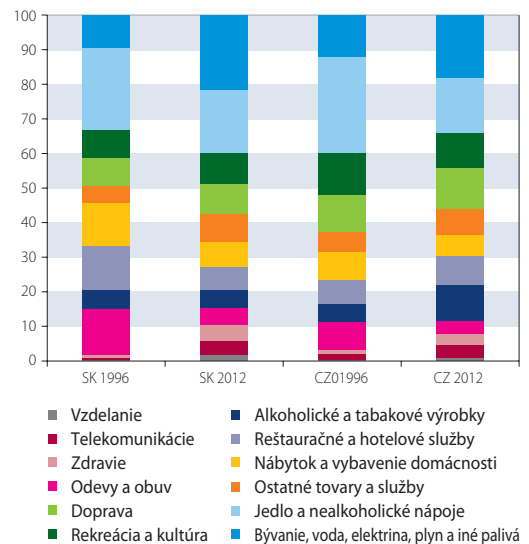 100
90
80
70
60
50
40
30
20
10
0
SK 1996
SK 2012
CZ01996
CZ 2012
Vzdelanie
Telekomunikácie
Zdravie
Odevy a obuv
Doprava
Rekreácia a kultúra
Alkoholické a tabakové výrobky
Reštauračné a hotelové služby
Nábytok a vybavenie domácnosti
Ostatné tovary a služby
Jedlo a nealkoholické nápoje
Bývanie, voda, elektrina, plyn a iné palivá